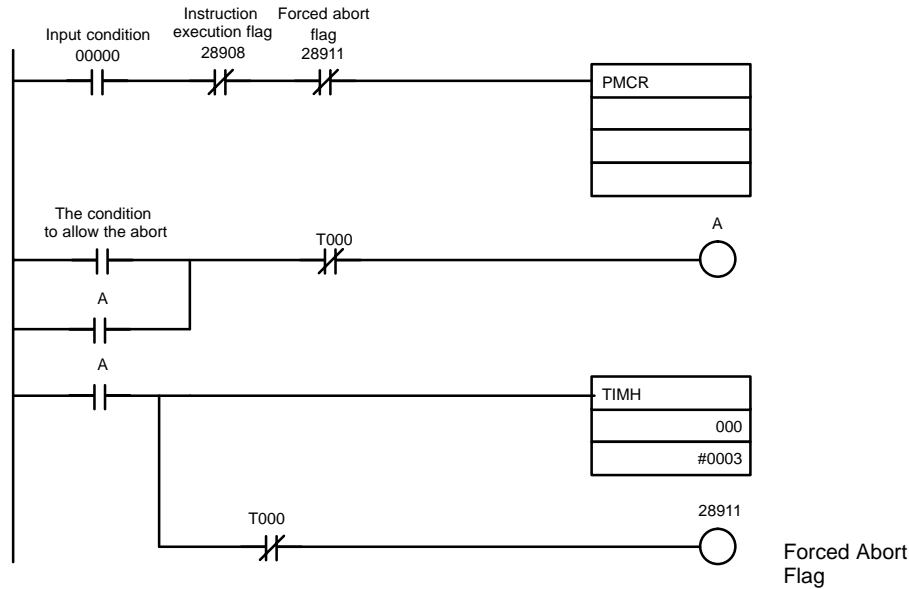 Input condition
00000
Instruction
execution flag
28908
Forced abort
flag
28911
PMCR
The condition
to allow the abort
T000
A
A
A
TIMH
000
#0003
T000
28911
Forced Abort
Flag